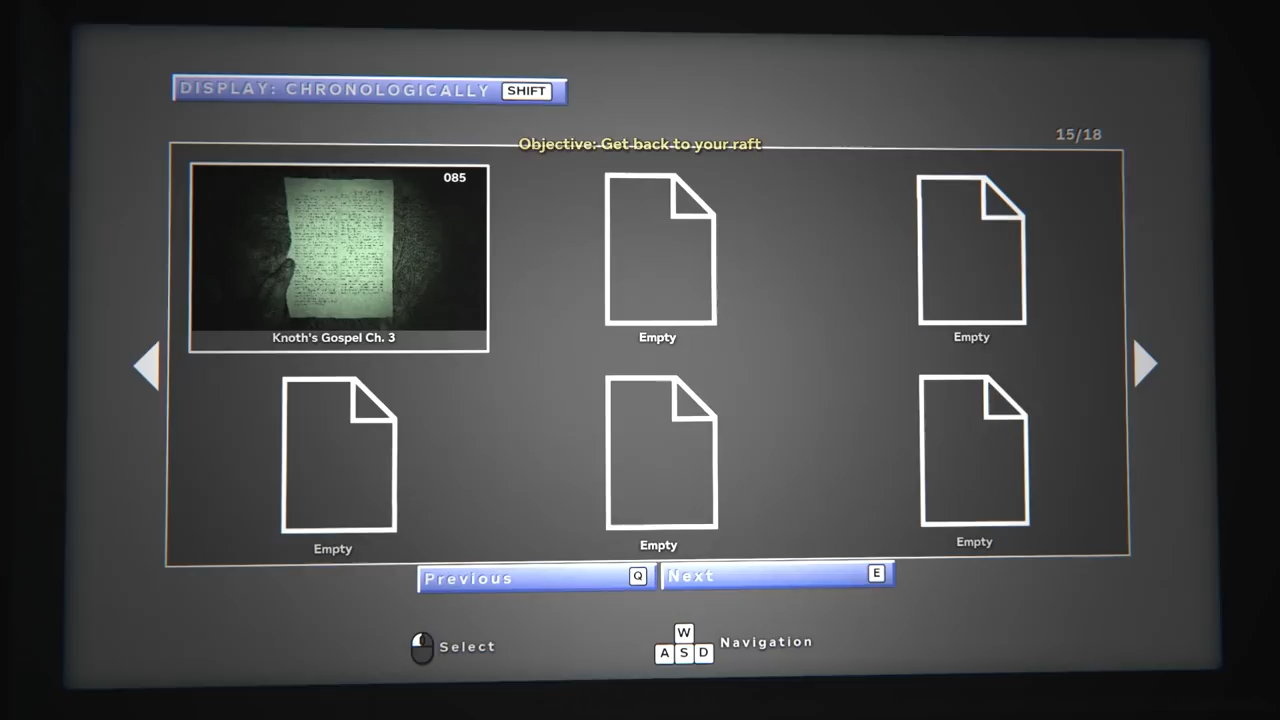 DISPLAY: CHRONOLOGICALLY SHIFT
Objective: Get back to your raft
15/18
085
Knoth's Gospel Ch. 3
Empty
Empty
Empty
Empty
Empty
Previous Q
Next E
Select
W
A S D
Navigation